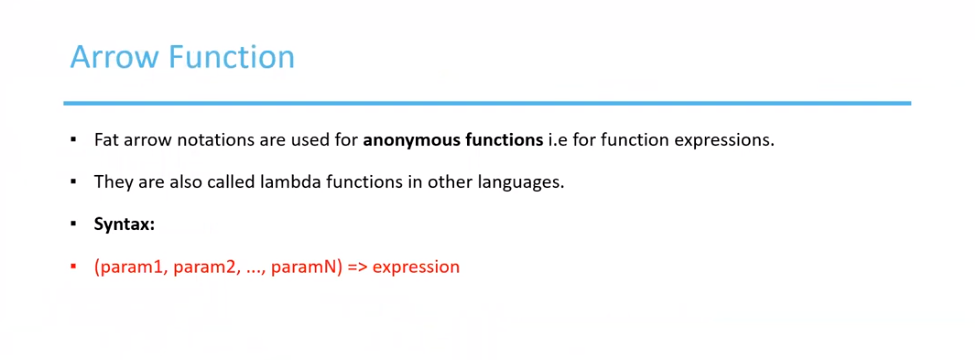 Arrow Function
▪ Fat arrow notations are used for anonymous functions i.e for function expressions.
▪ They are also called lambda functions in other languages.
▪ Syntax:
▪ (param1, param2, ..., paramN) => expression